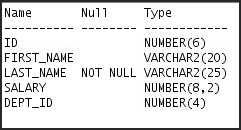 Name       Null     Type
---------- -------- ------------
ID                  NUMBER(6)
FIRST_NAME          VARCHAR2(20)
LAST_NAME  NOT NULL VARCHAR2(25)
SALARY              NUMBER(8,2)
DEPT_ID             NUMBER(4)